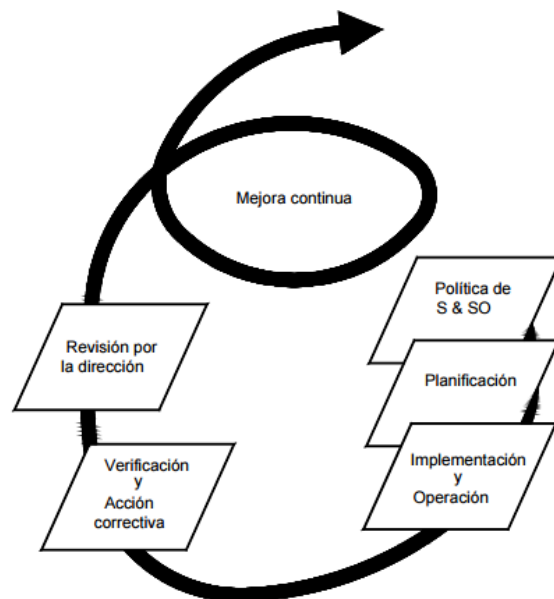 Mejora continua
Política de
S & SO
Planificación
Implementación
y
Operación
Verificación
y
Acción
correctiva
Revisión por
la dirección